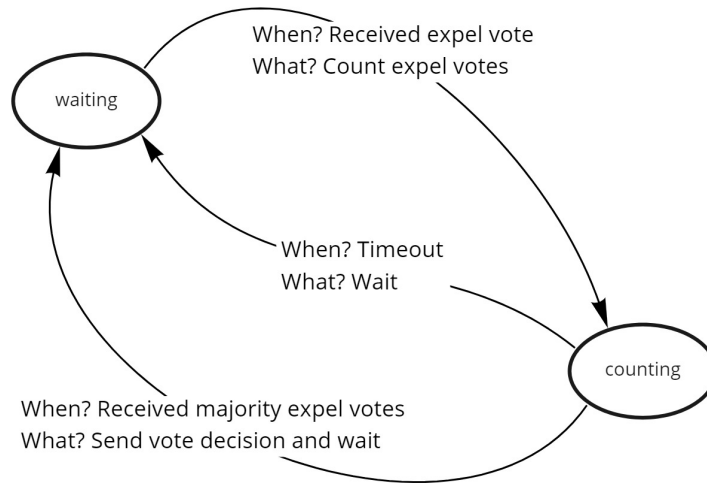 When? Received expel vote
What? Count expel votes
waiting
When? Timeout
What? Wait
counting
When? Received majority expel votes
What? Send vote decision and wait